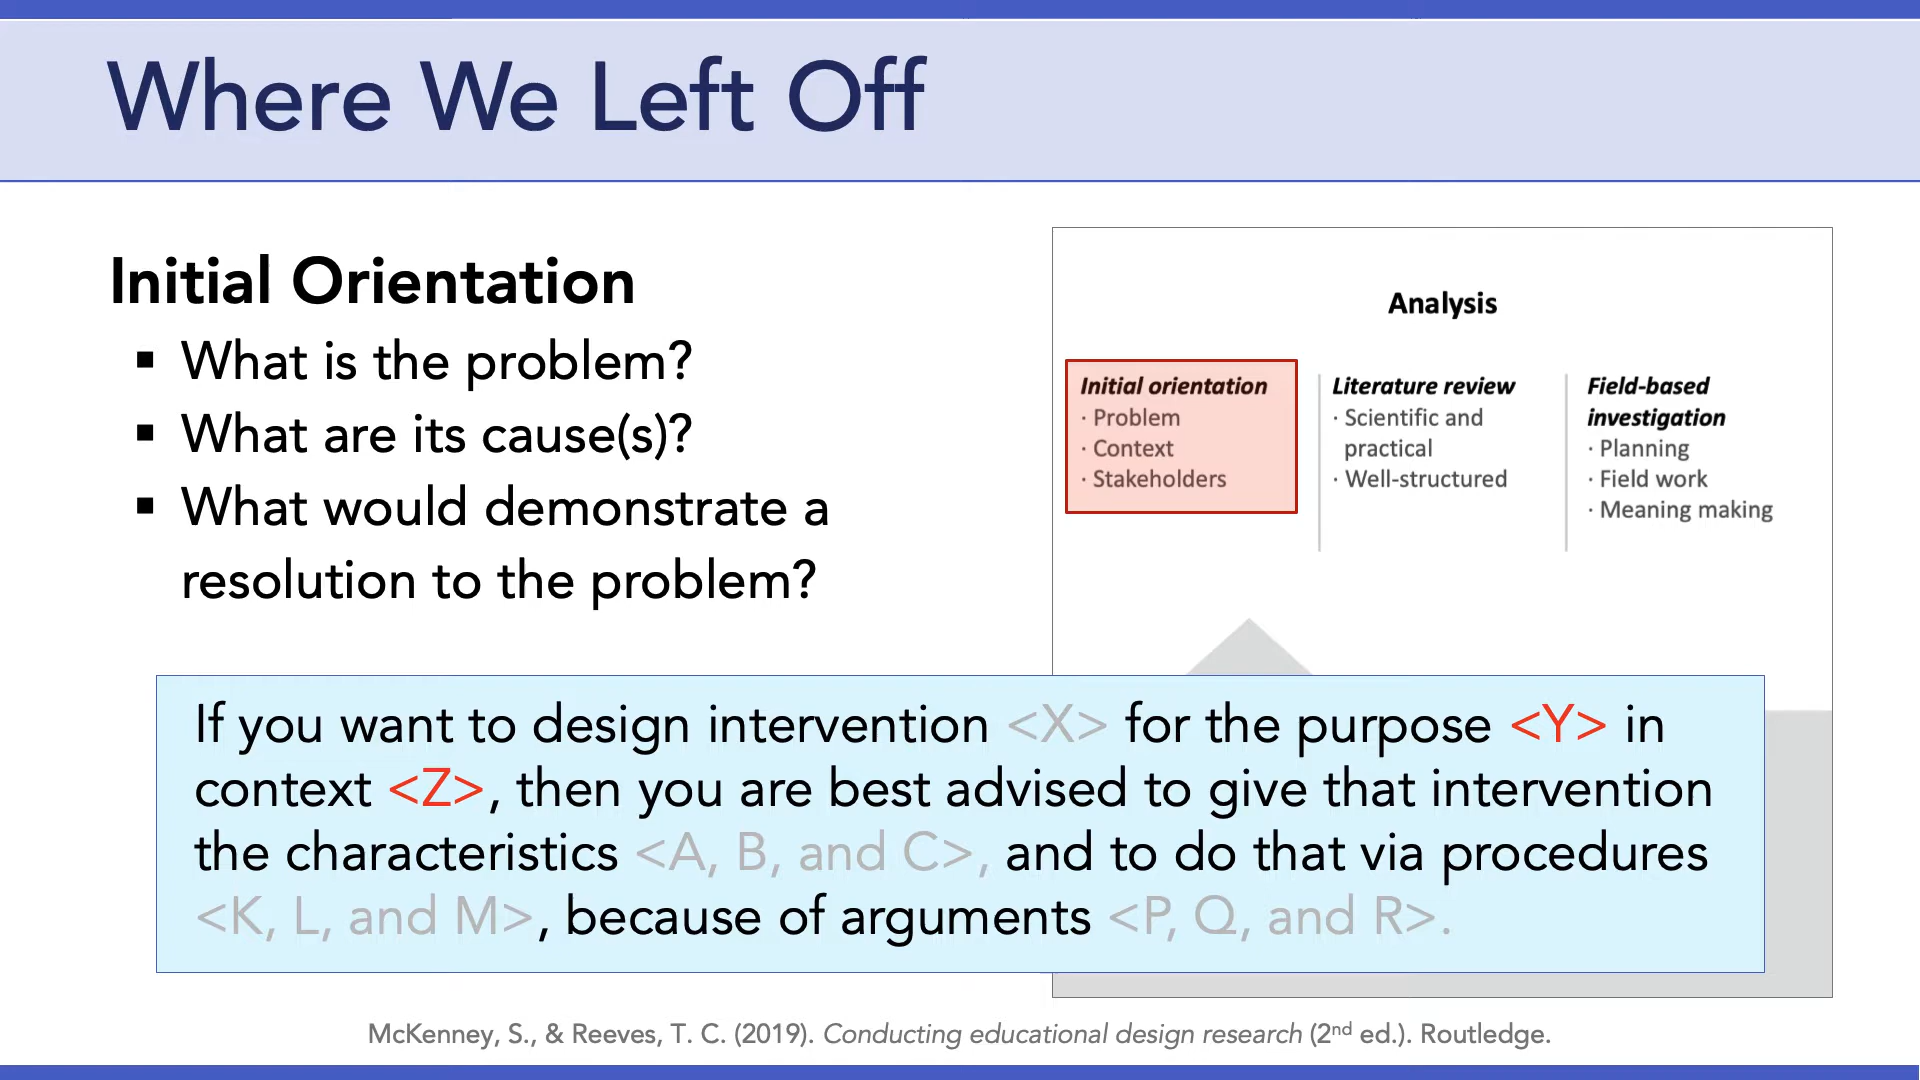 Where We Left Off
Initial Orientation
▪ What is the problem?
▪ What are its cause(s)?
▪ What would demonstrate a
resolution to the problem?
Analysis
Initial orientation
· Problem
· Context
· Stakeholders
Literature review
· Scientific and
practical
· Well-structured
Field-based
investigation
· Planning
· Field work
· Meaning making
If you want to design intervention <X> for the purpose <Y> in
context <Z>, then you are best advised to give that intervention
the characteristics <A, B, and C>, and to do that via procedures
<K, L, and M>, because of arguments <P, Q, and R>.
McKenney, S., & Reeves, T. C. (2019). Conducting educational design research (2nd ed.). Routledge.